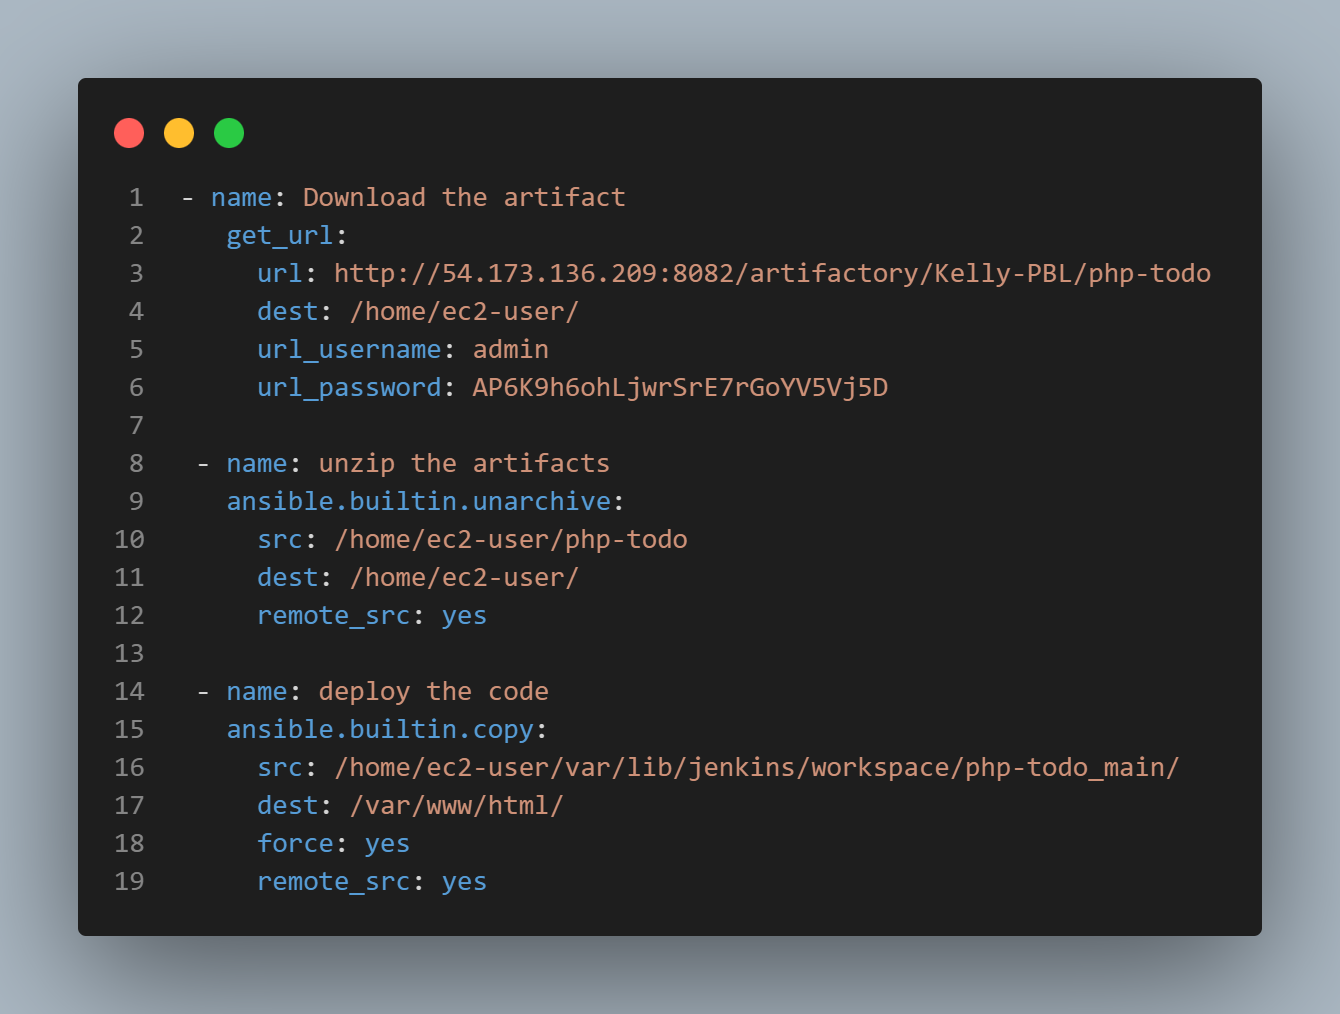 1 - name: Download the artifact
2 get_url:
3 url: http://54.173.136.209:8082/artifactory/Kelly-PBL/php-todo
4 dest: /home/ec2-user/
5 url_username: admin
6 url_password: AP6K9h6ohLjwrSrE7rGoYV5Vj5D
7
8 - name: unzip the artifacts
9 ansible.builtin.unarchive:
10 src: /home/ec2-user/php-todo
11 dest: /home/ec2-user/
12 remote_src: yes
13
14 - name: deploy the code
15 ansible.builtin.copy:
16 src: /home/ec2-user/var/lib/jenkins/workspace/php-todo_main/
17 dest: /var/www/html/
18 force: yes
19 remote_src: yes